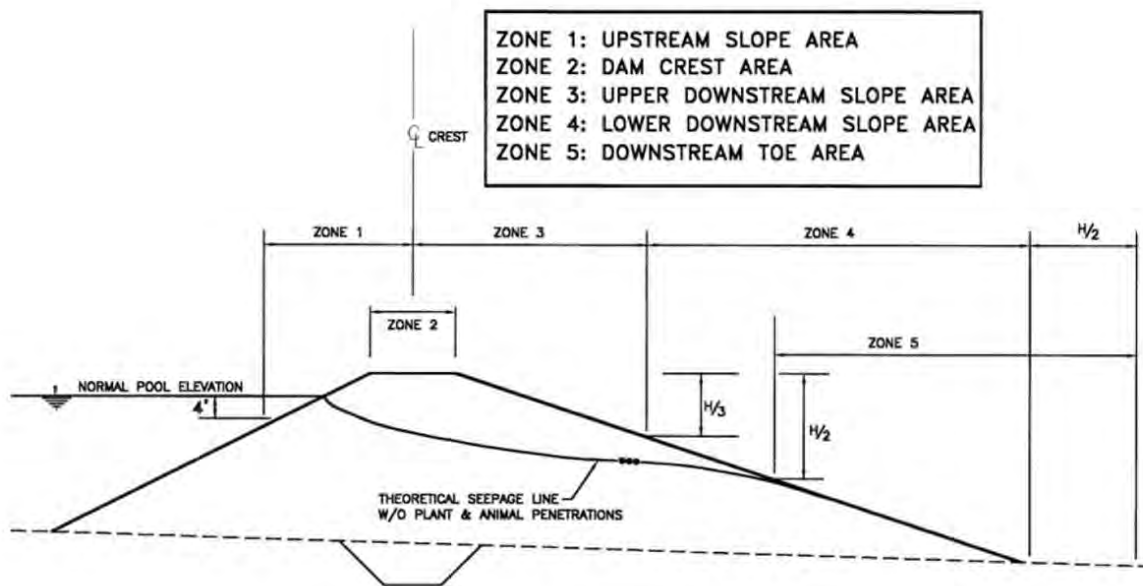 ZONE 1: UPSTREAM SLOPE AREA
ZONE 2: DAM CREST AREA
ZONE 3: UPPER DOWNSTREAM SLOPE AREA
ZONE 4: LOWER DOWNSTREAM SLOPE AREA
ZONE 5: DOWNSTREAM TOE AREA
℄ CREST
ZONE 1
ZONE 3
ZONE 4
H/2
ZONE 2
ZONE 5
NORMAL POOL ELEVATION
4'
H/3
H/2
THEORETICAL SEEPAGE LINE
W/O PLANT & ANIMAL PENETRATIONS